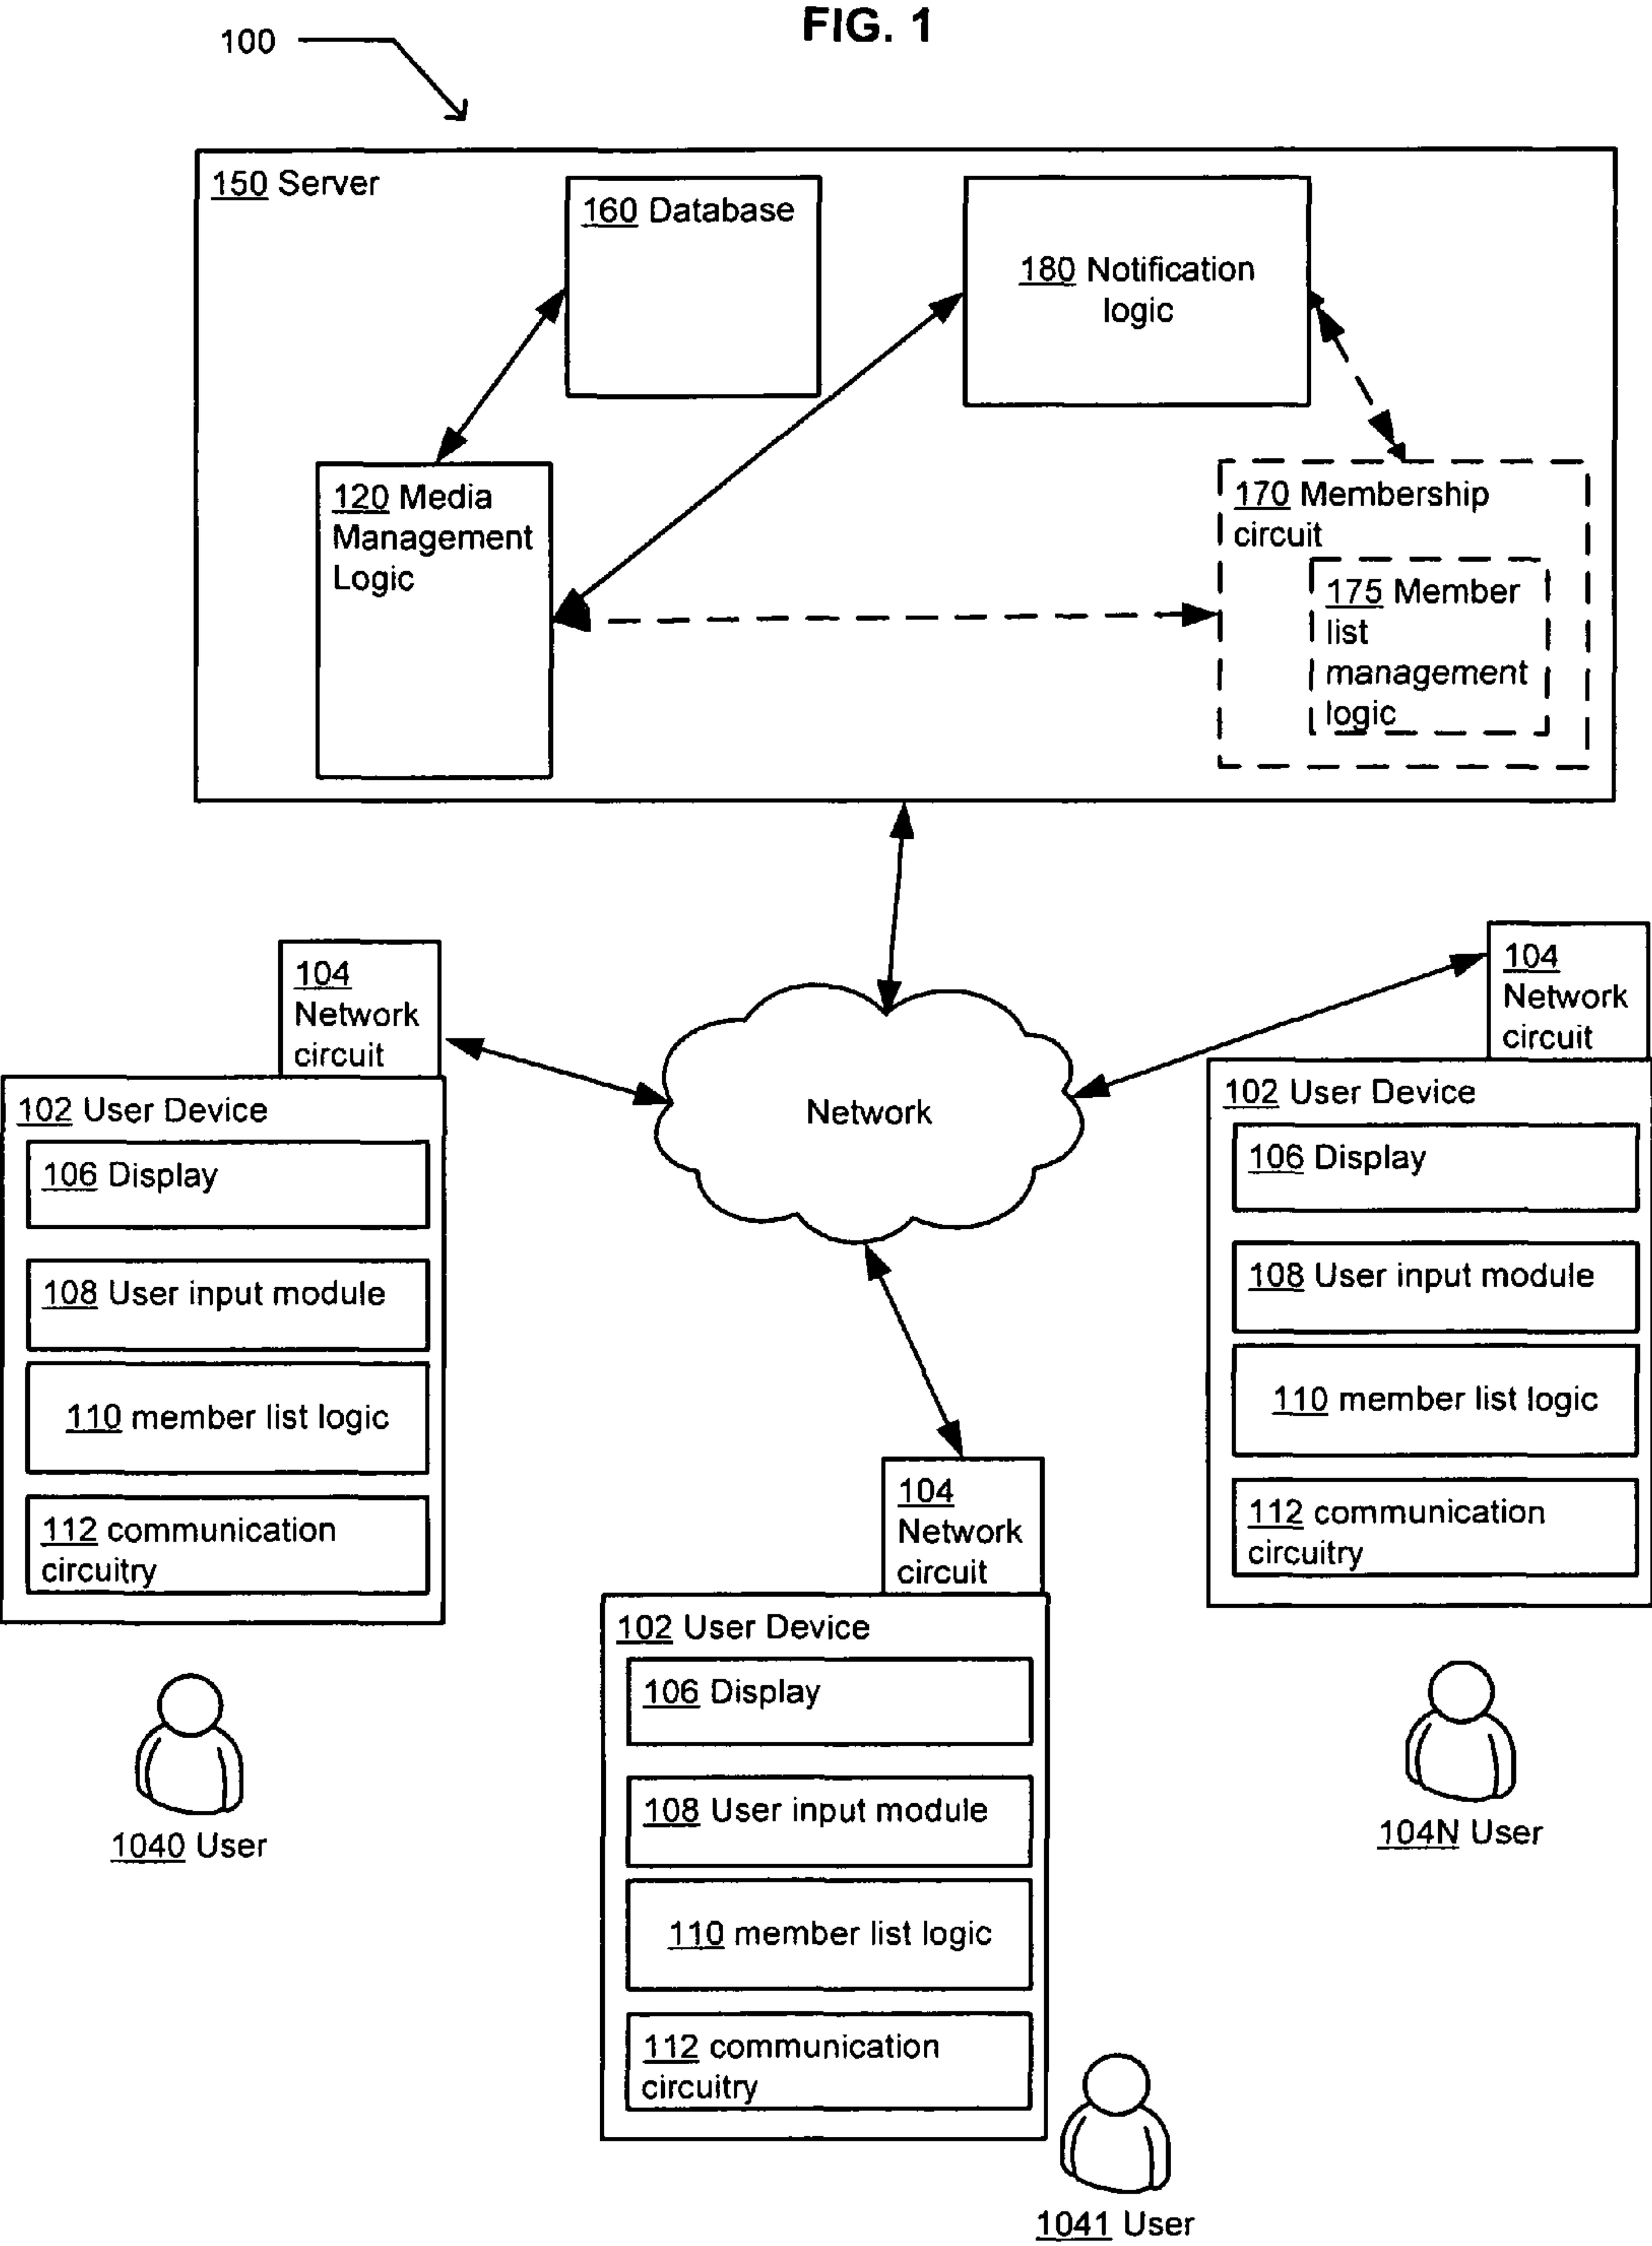 FIG. 1
100
150 Server
160 Database
180 Notification
logic
120 Media
Management
Logic
170 Membership
circuit
175 Member
list
management
logic
104
Network
circuit
102 User Device
106 Display
108 User input module
110 member list logic
112 communication
circuitry
1040 User
Network
104
Network
circuit
102 User Device
106 Display
108 User input module
110 member list logic
112 communication
circuitry
104N User
104
Network
circuit
102 User Device
106 Display
108 User input module
110 member list logic
112 communication
circuitry
1041 User